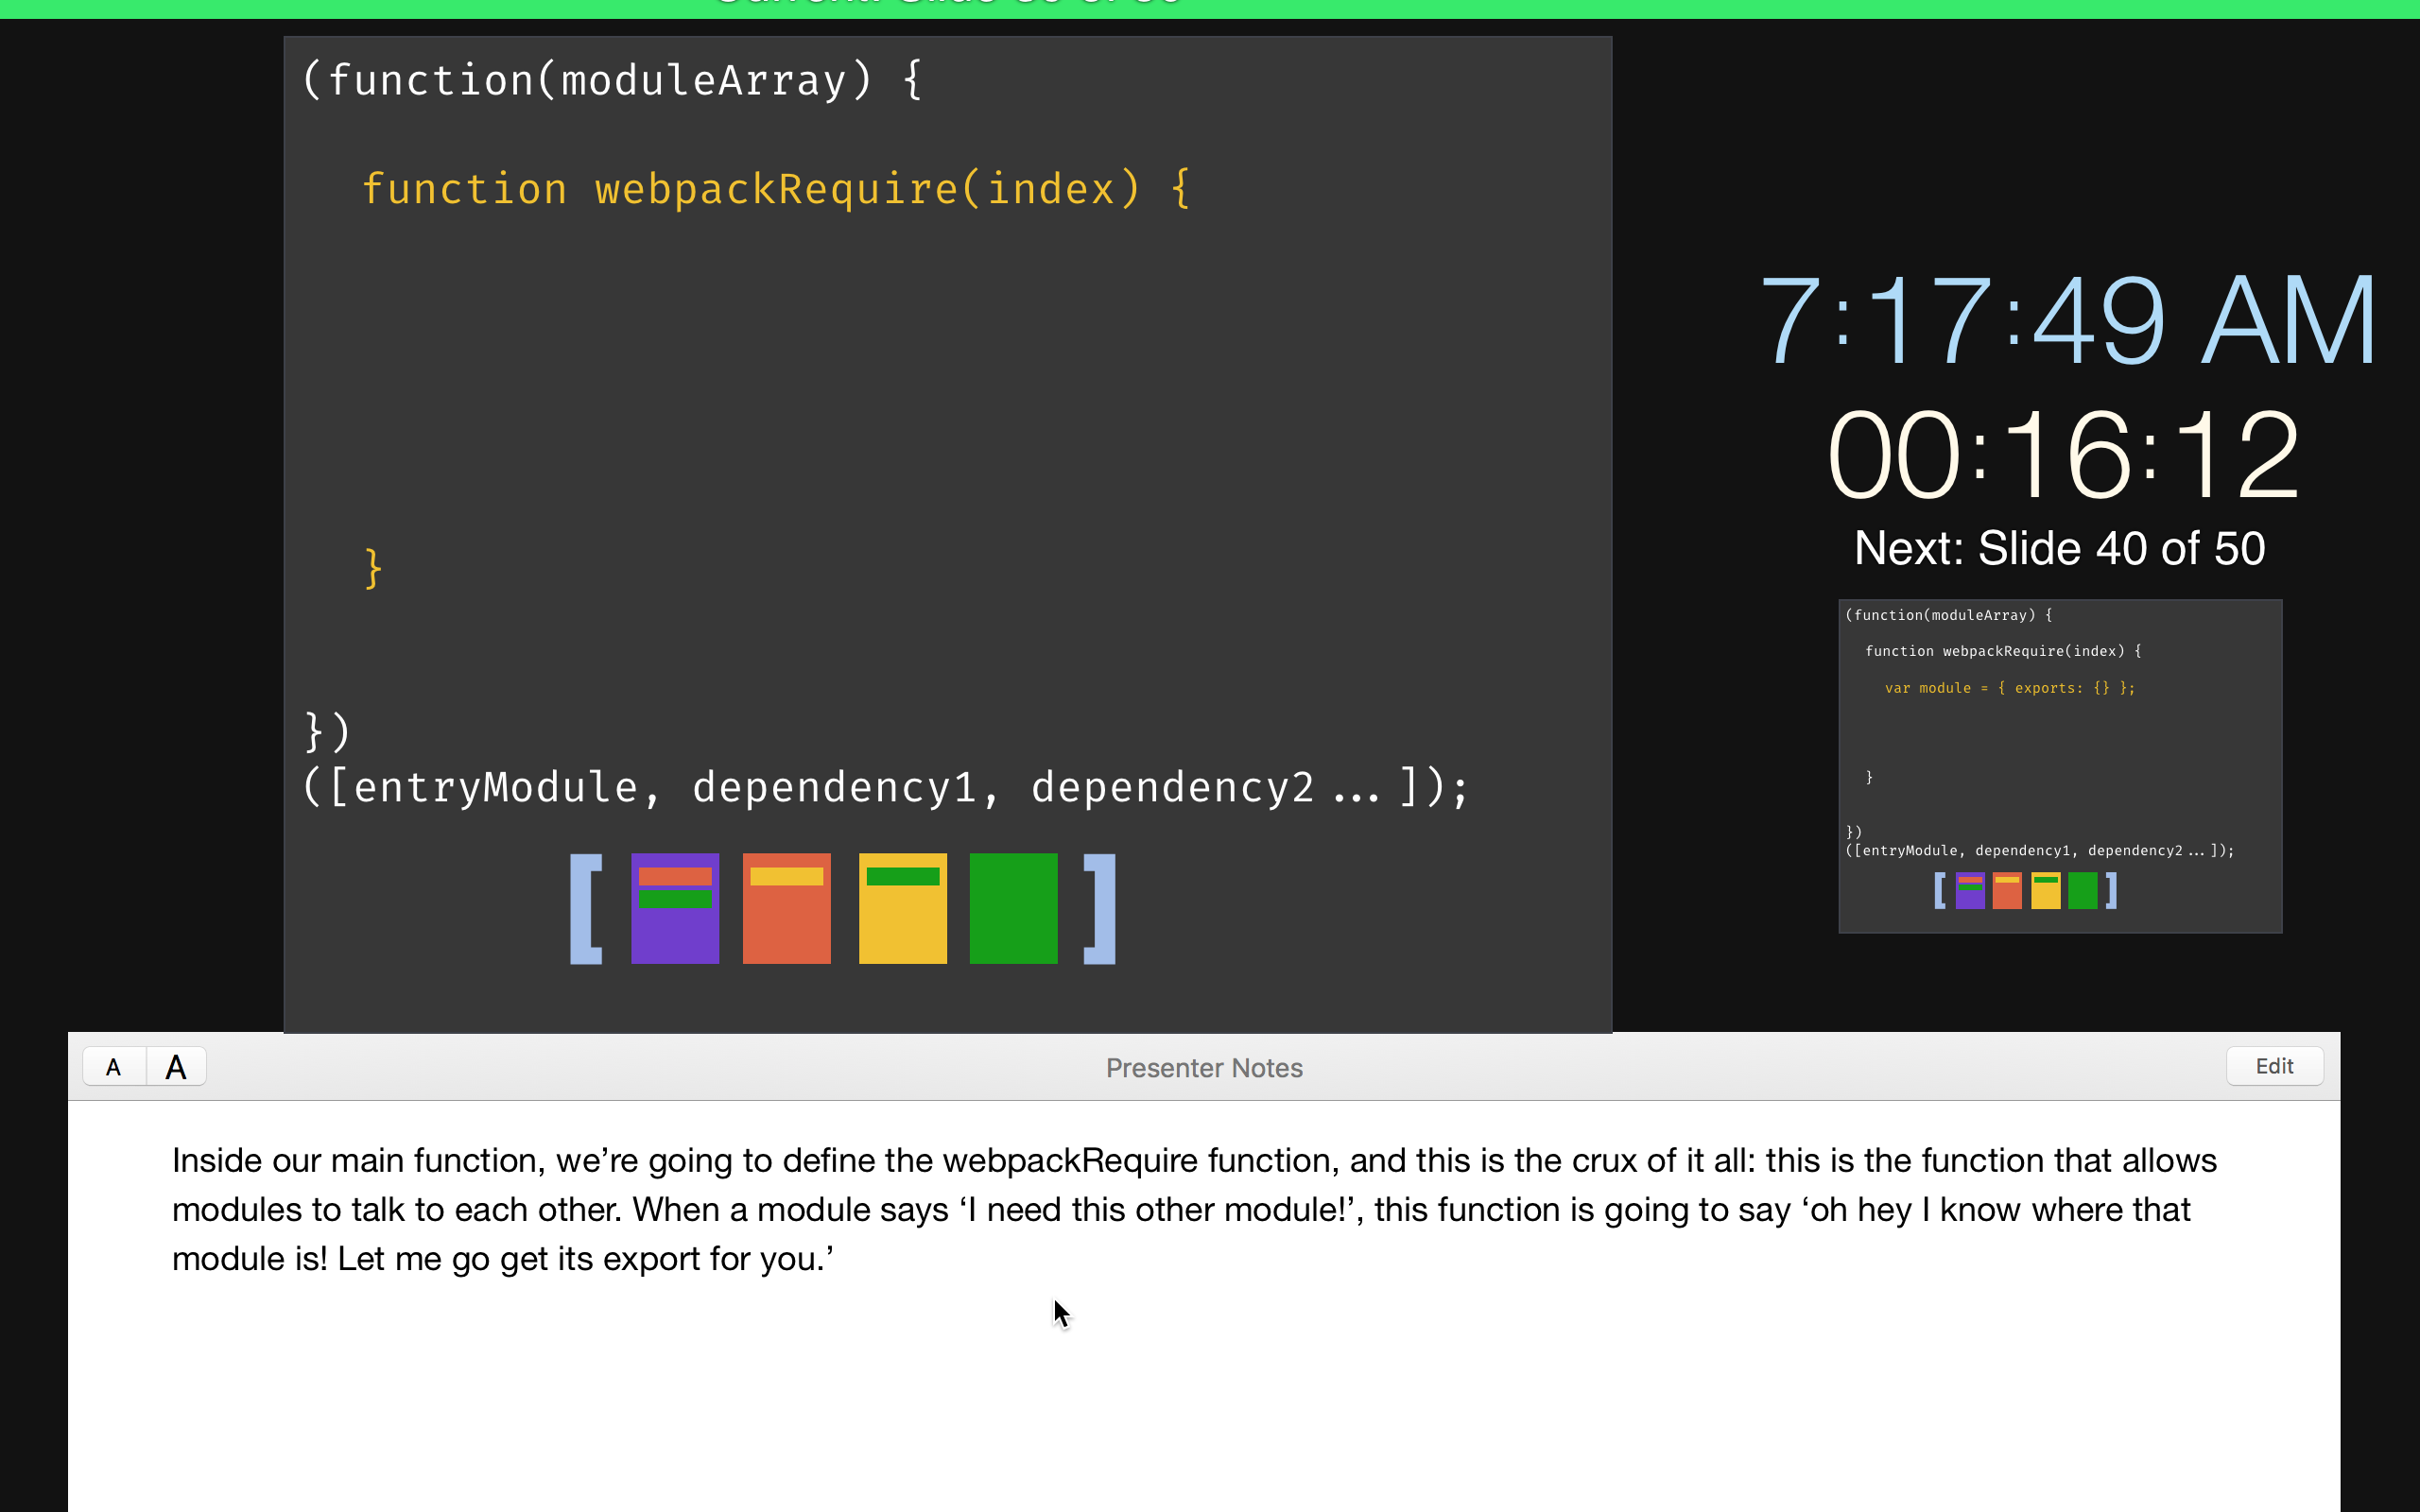 (function(moduleArray) {
function webpackRequire(index) {
}
})
([entryModule, dependency1, dependency2 ... ]);
7:17:49 AM
00:16:12
Next: Slide 40 of 50
(function(moduleArray) {
function webpackRequire(index) {
var module = { exports: {} };
}
})
([entryModule, dependency1, dependency2 ... ]);
A A
Presenter Notes
Edit
Inside our main function, we’re going to define the webpackRequire function, and this is the crux of it all: this is the function that allows
modules to talk to each other. When a module says ‘I need this other module!’, this function is going to say ‘oh hey I know where that
module is! Let me go get its export for you.’